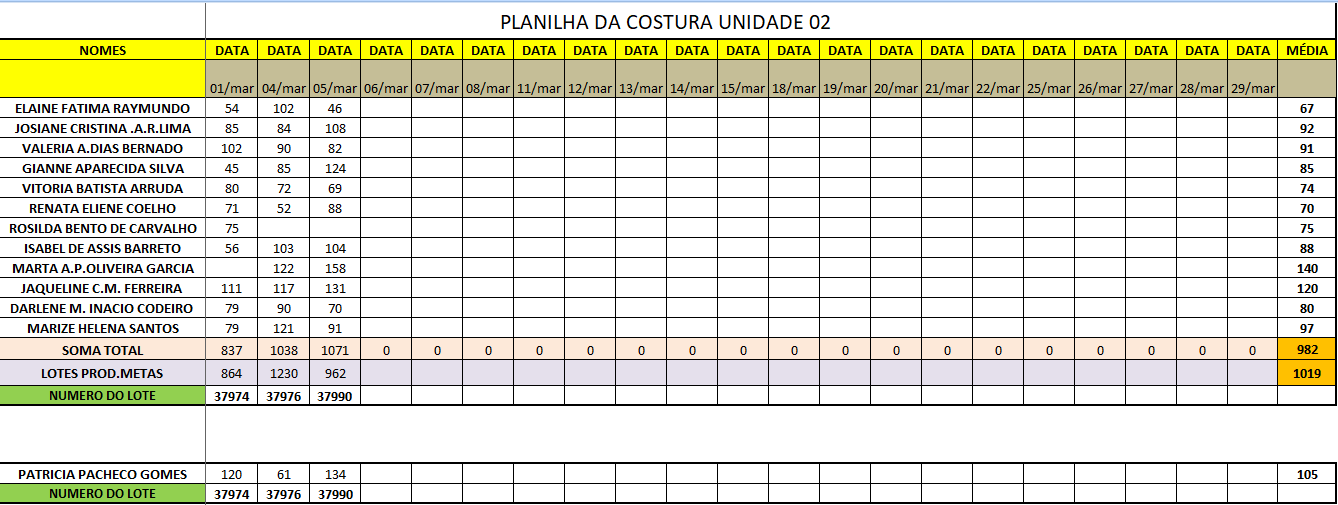 PLANILHA DA COSTURA UNIDADE 02
NOMES DATA DATA DATA DATA DATA DATA DATA DATA DATA DATA DATA DATA DATA DATA DATA DATA DATA DATA DATA DATA DATA MÉDIA
01/mar 04/mar 05/mar 06/mar 07/mar 08/mar 11/mar 12/mar 13/mar 14/mar 15/mar 18/mar 19/mar 20/mar 21/mar 22/mar 25/mar 26/mar 27/mar 28/mar 29/mar
ELAINE FATIMA RAYMUNDO 54 102 46 67
JOSIANE CRISTINA .A.R.LIMA 85 84 108 92
VALERIA A.DIAS BERNADO 102 90 82 91
GIANNE APARECIDA SILVA 45 85 124 85
VITORIA BATISTA ARRUDA 80 72 69 74
RENATA ELIENE COELHO 71 52 88 70
ROSILDA BENTO DE CARVALHO 75 75
ISABEL DE ASSIS BARRETO 56 103 104 88
MARTA A.P.OLIVEIRA GARCIA 122 158 140
JAQUELINE C.M. FERREIRA 111 117 131 120
DARLENE M. INACIO CODEIRO 79 90 70 80
MARIZE HELENA SANTOS 79 121 91 97
SOMA TOTAL 837 1038 1071 0 0 0 0 0 0 0 0 0 0 0 0 0 0 0 0 0 0 982
LOTES PROD.METAS 864 1230 962 1019
NUMERO DO LOTE 37974 37976 37990
PATRICIA PACHECO GOMES 120 61 134 105
NUMERO DO LOTE 37974 37976 37990